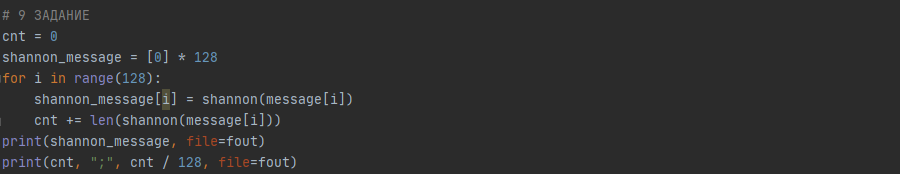 # 9 ЗАДАНИЕ
cnt = 0
shannon_message = [0] * 128
for i in range(128):
    shannon_message[i] = shannon(message[i])
    cnt += len(shannon(message[i]))
print(shannon_message, file=fout)
print(cnt, ";", cnt / 128, file=fout)